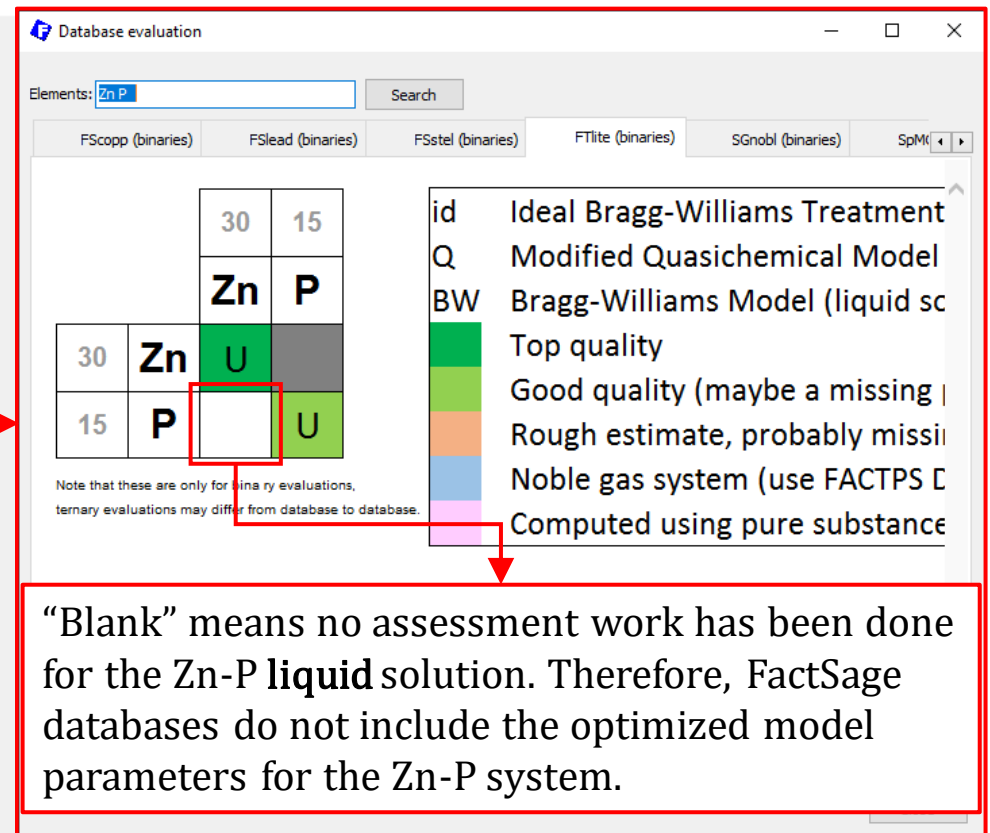 Database evaluation
Elements: Zn P Search
FScopp (binaries) FSlead (binaries) FSstel (binaries) FTlite (binaries) SGnobl (binaries)
30 15
Zn P
30 Zn U
15 P U
Note that these are only for bina ry evaluations,
ternary evaluations may differ from database to database.
id Ideal Bragg-Williams Treatment
Q Modified Quasichemical Model
BW Bragg-Williams Model (liquid
Top quality
Good quality (maybe a missing
Rough estimate, probably
Noble gas system (use FACTPS
Computed using pure substance
“Blank” means no assessment work has been done
for the Zn-P liquid solution. Therefore, FactSage
databases do not include the optimized model
parameters for the Zn-P system.